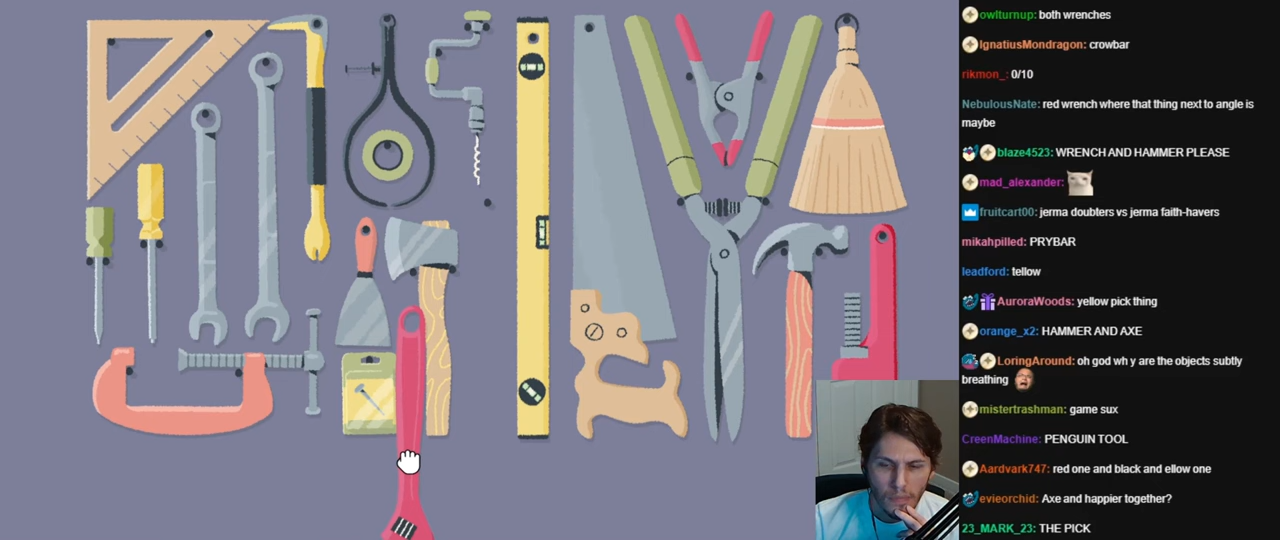 owlturnup: both wrenches
IgnatiusMondragon: crowbar
rikmon_: 0/10
NebulousNate: red wrench where that thing next to angle is
maybe
blaze4523: WRENCH AND HAMMER PLEASE
mad_alexander:
fruitcart00: jerma doubters vs jerma faith-havers
mikahpilled: PRYBAR
leadford: tellow
AuroraWoods: yellow pick thing
orange_x2: HAMMER AND AXE
LoringAround: oh god wh y are the objects subtly
breathing
mistertrashman: game sux
CreenMachine: PENGUIN TOOL
Aardvark747: red one and black and ellow one
evieorchid: Axe and happier together?
23_MARK_23: THE PICK